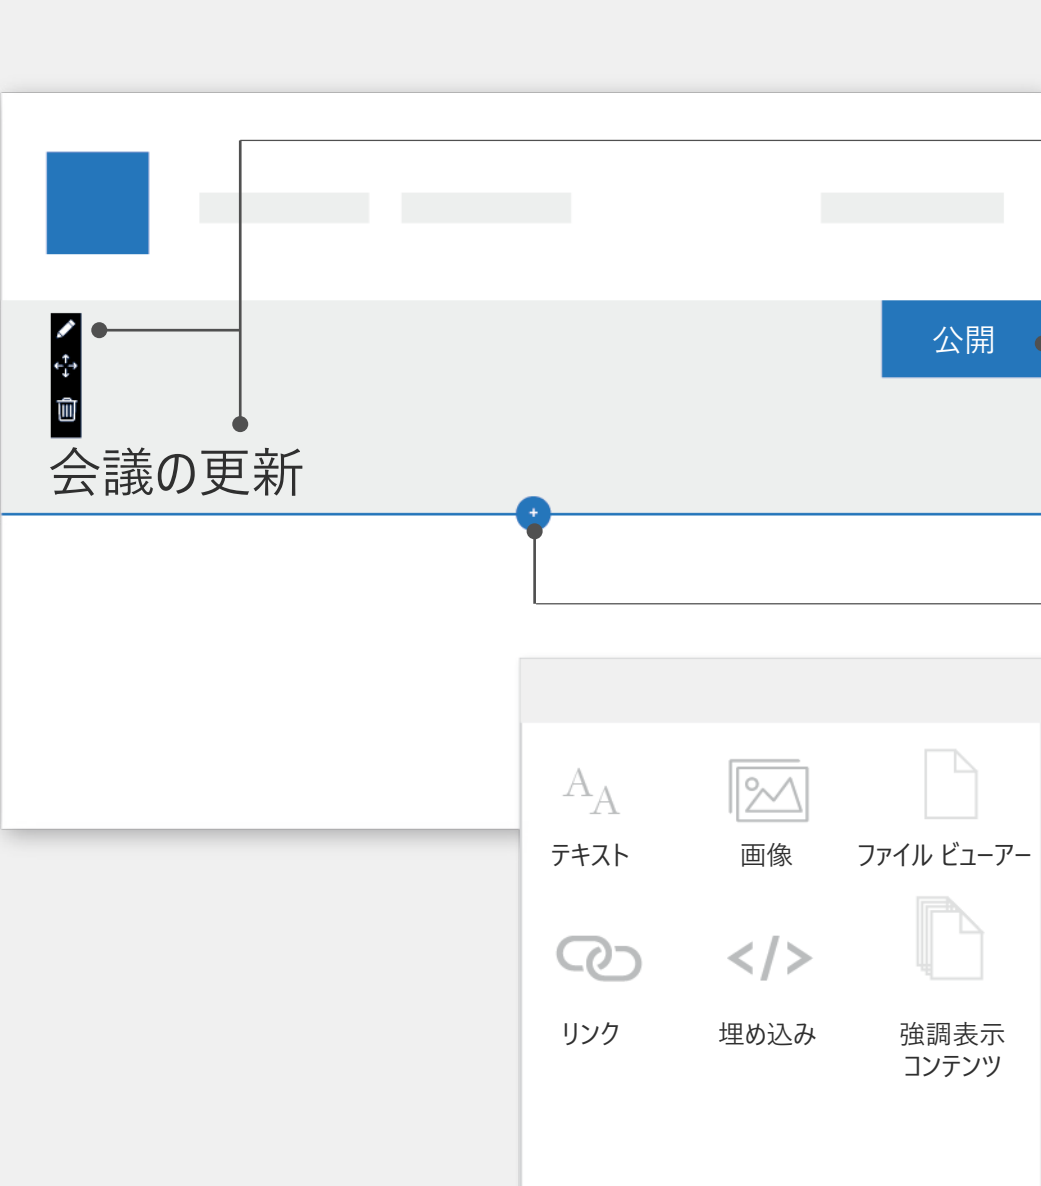 公開
会議の更新
テキスト
画像
ファイル ビューアー
リンク
埋め込み
強調表示
コンテンツ